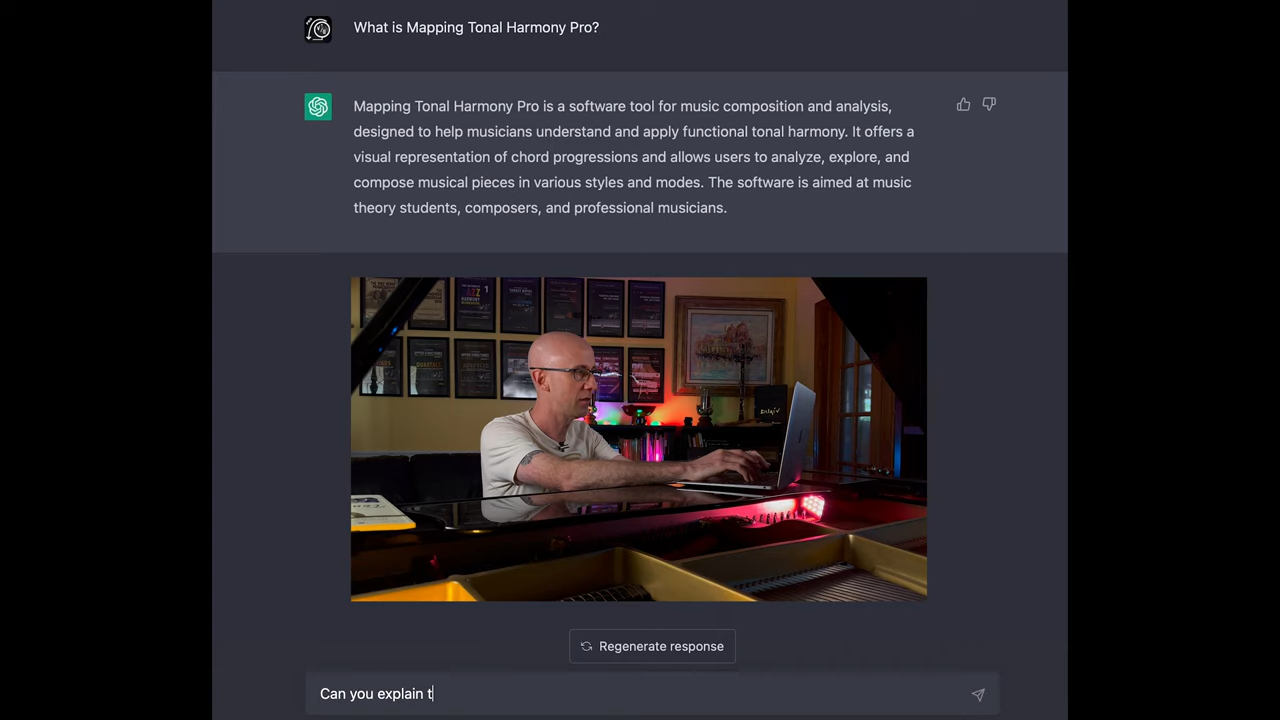 What is Mapping Tonal Harmony Pro?
Mapping Tonal Harmony Pro is a software tool for music composition and analysis,
designed to help musicians understand and apply functional tonal harmony. It offers a
visual representation of chord progressions and allows users to analyze, explore, and
compose musical pieces in various styles and modes. The software is aimed at music
theory students, composers, and professional musicians.
Regenerate response
Can you explain t